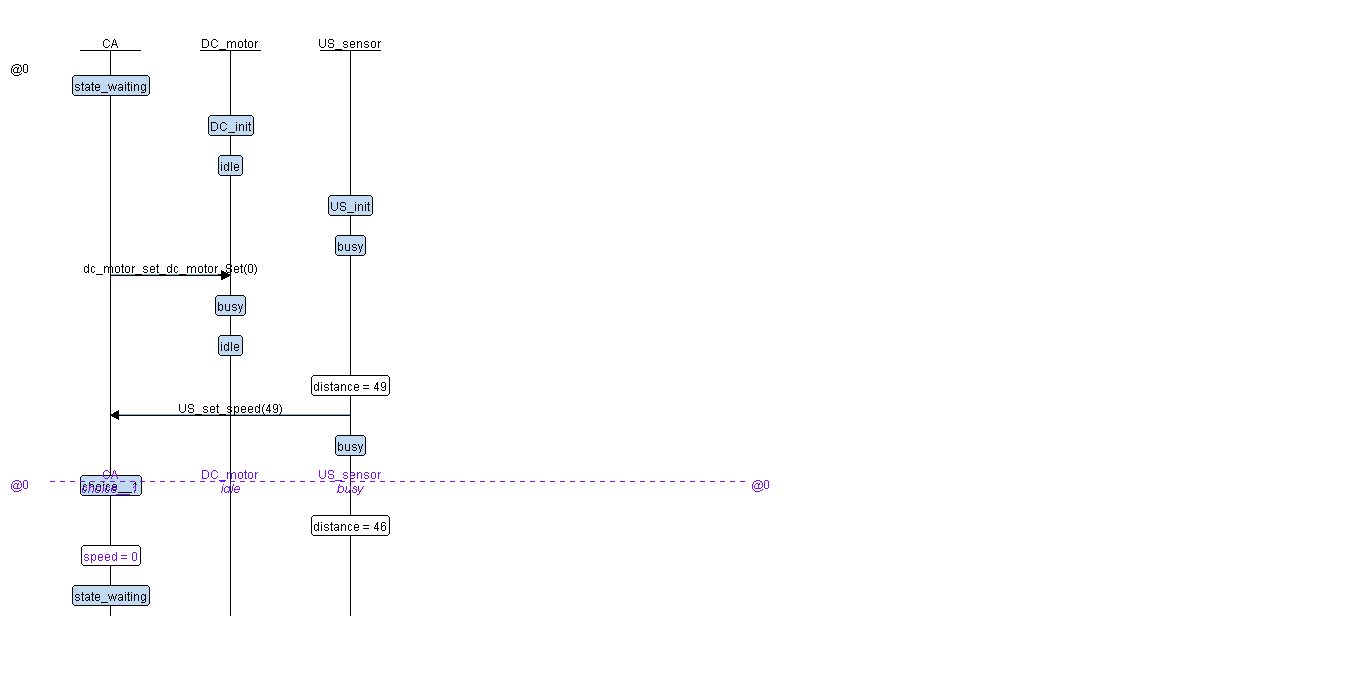 CA DC_motor US_sensor
@0
state_waiting
DC_init
idle
US_init
busy
dc_motor_set_dc_motor_Set(0)
busy
idle
distance = 49
US_set_speed(49)
busy
CA DC_motor US_sensor
@0 choice__1 idle busy @0
distance = 46
speed = 0
state_waiting